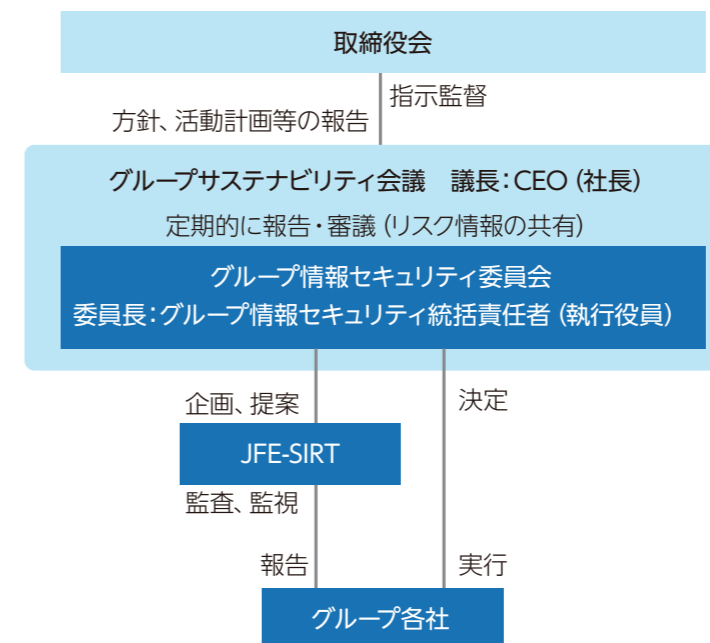 取締役会
指示監督
方針、活動計画等の報告
グループサステナビリティ会議　議長：CEO（社長）
定期的に報告・審議（リスク情報の共有）
グループ情報セキュリティ委員会
委員長：グループ情報セキュリティ統括責任者（執行役員）
企画、提案
決定
JFE-SIRT
監査、監視
報告
実行
グループ各社